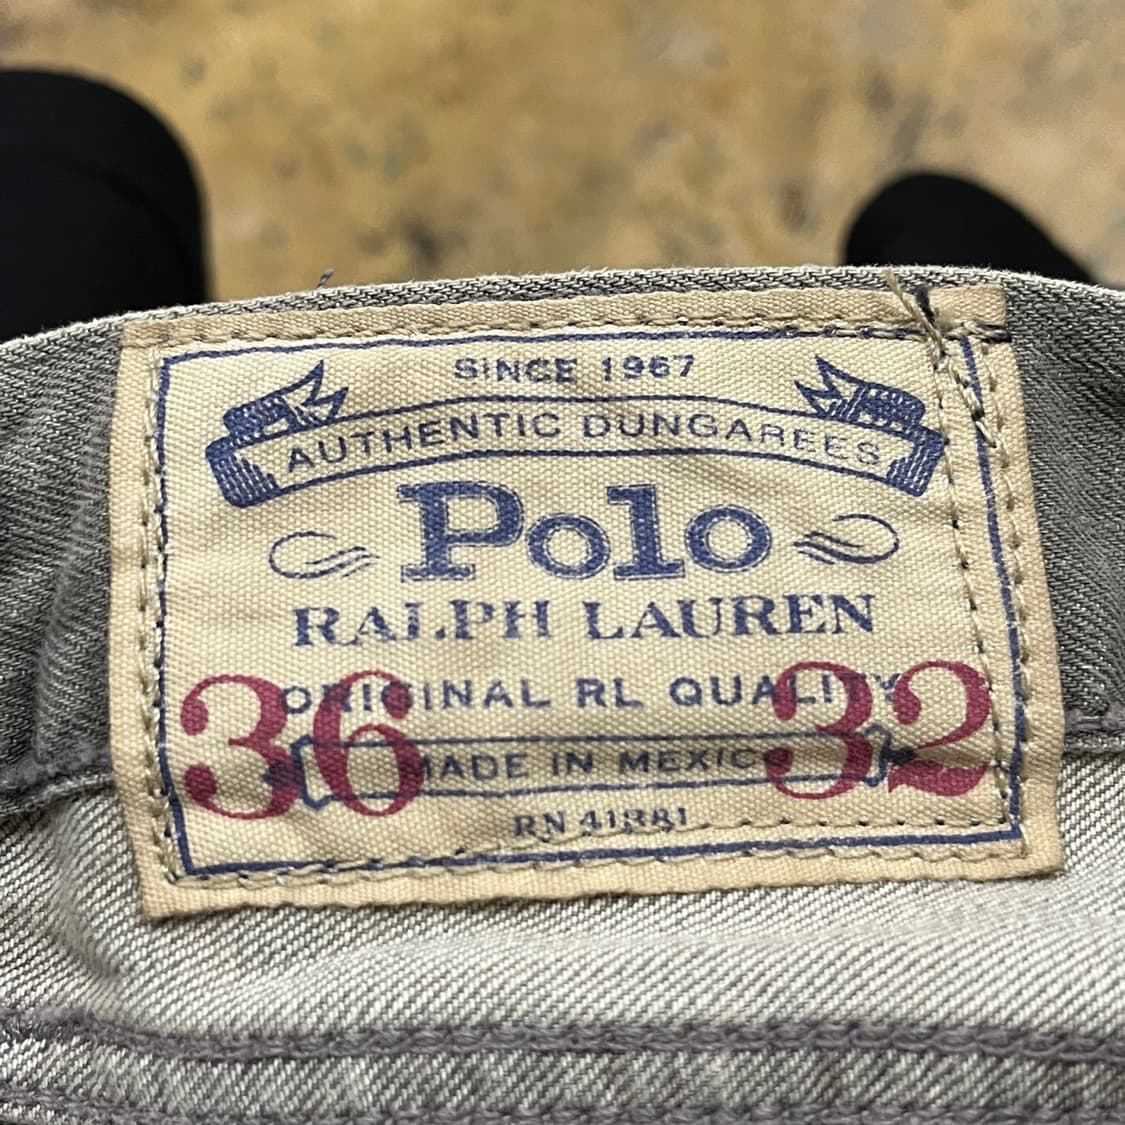 SINCE 1967
AUTHENTIC DUNGAREES
Polo
RALPH LAUREN
ORIGINAL RL QUALITY
36 32
MADE IN MEXICO
RN 41381